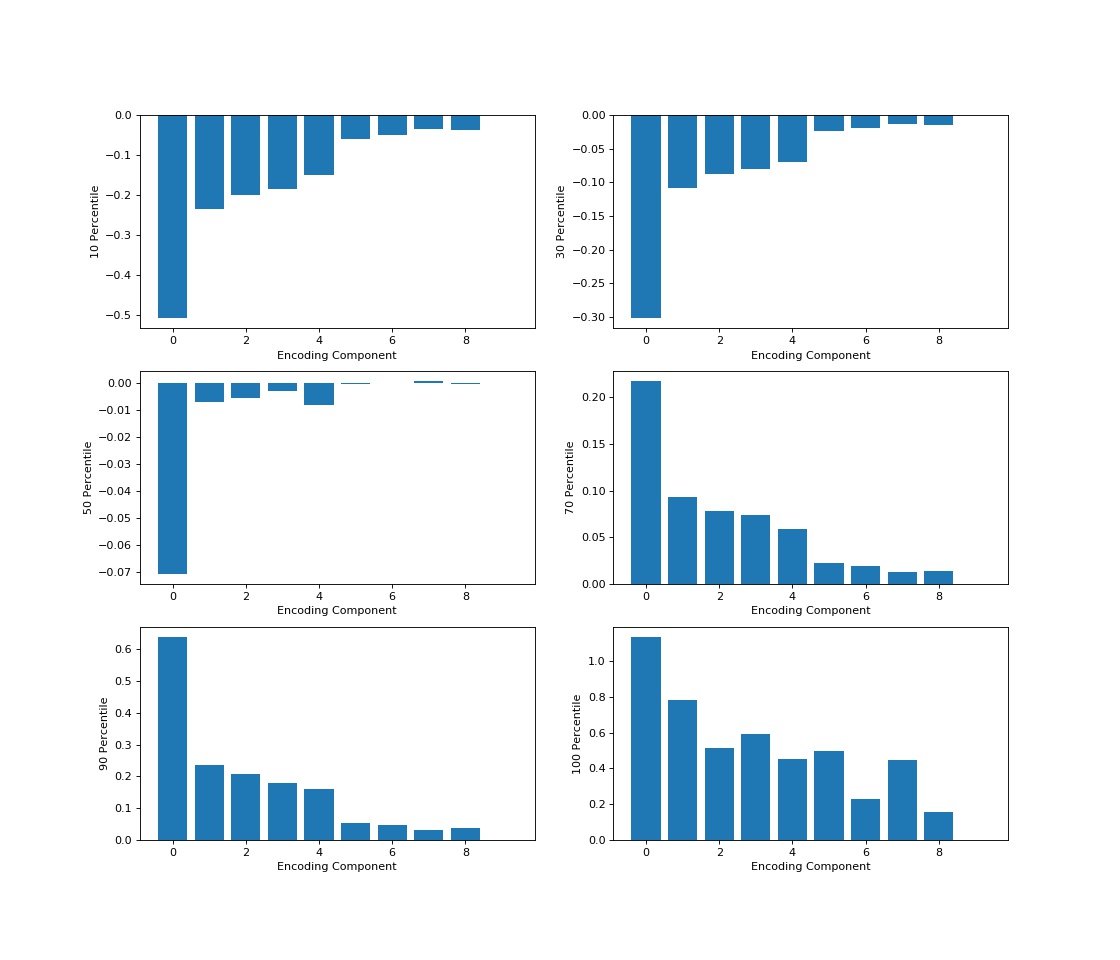 10 Percentile
0.0
−0.1
−0.2
−0.3
−0.4
−0.5
0 2 4 6 8
Encoding Component
30 Percentile
0.00
−0.05
−0.10
−0.15
−0.20
−0.25
−0.30
0 2 4 6 8
Encoding Component
50 Percentile
0.00
−0.01
−0.02
−0.03
−0.04
−0.05
−0.06
−0.07
0 2 4 6 8
Encoding Component
70 Percentile
0.20
0.15
0.10
0.05
0.00
0 2 4 6 8
Encoding Component
90 Percentile
0.6
0.5
0.4
0.3
0.2
0.1
0.0
0 2 4 6 8
Encoding Component
100 Percentile
1.0
0.8
0.6
0.4
0.2
0.0
0 2 4 6 8
Encoding Component